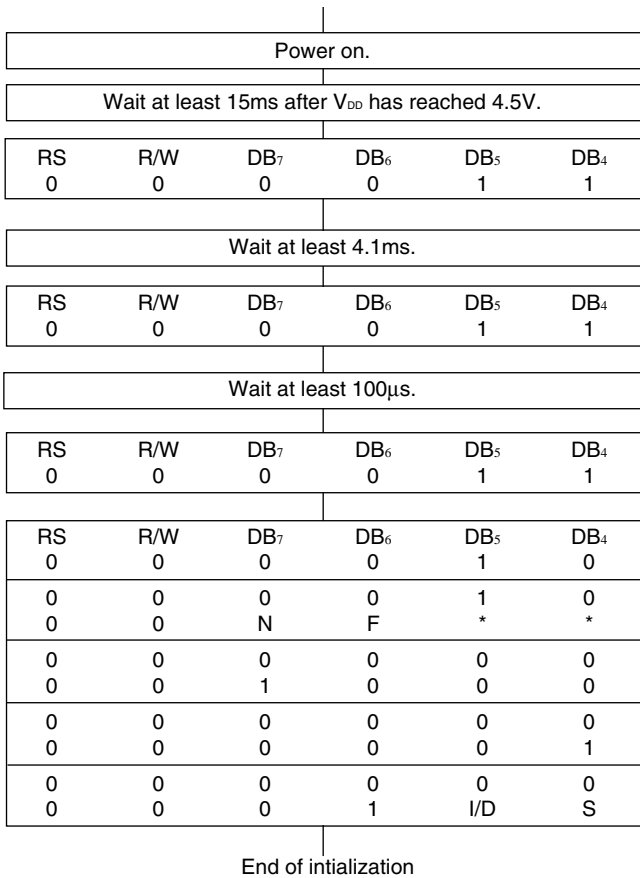 Power on.
Wait at least 15ms after VDD has reached 4.5V.
RS R/W DB7 DB6 DB5 DB4
0 0 0 0 1 1
Wait at least 4.1ms.
RS R/W DB7 DB6 DB5 DB4
0 0 0 0 1 1
Wait at least 100μs.
RS R/W DB7 DB6 DB5 DB4
0 0 0 0 1 1
RS R/W DB7 DB6 DB5 DB4
0 0 0 0 1 0
0 0 0 0 1 0
0 0 N F * *
0 0 0 0 0 0
0 0 1 0 0 0
0 0 0 0 0 0
0 0 0 0 0 1
0 0 0 0 0 0
0 0 0 1 I/D S
End of intialization